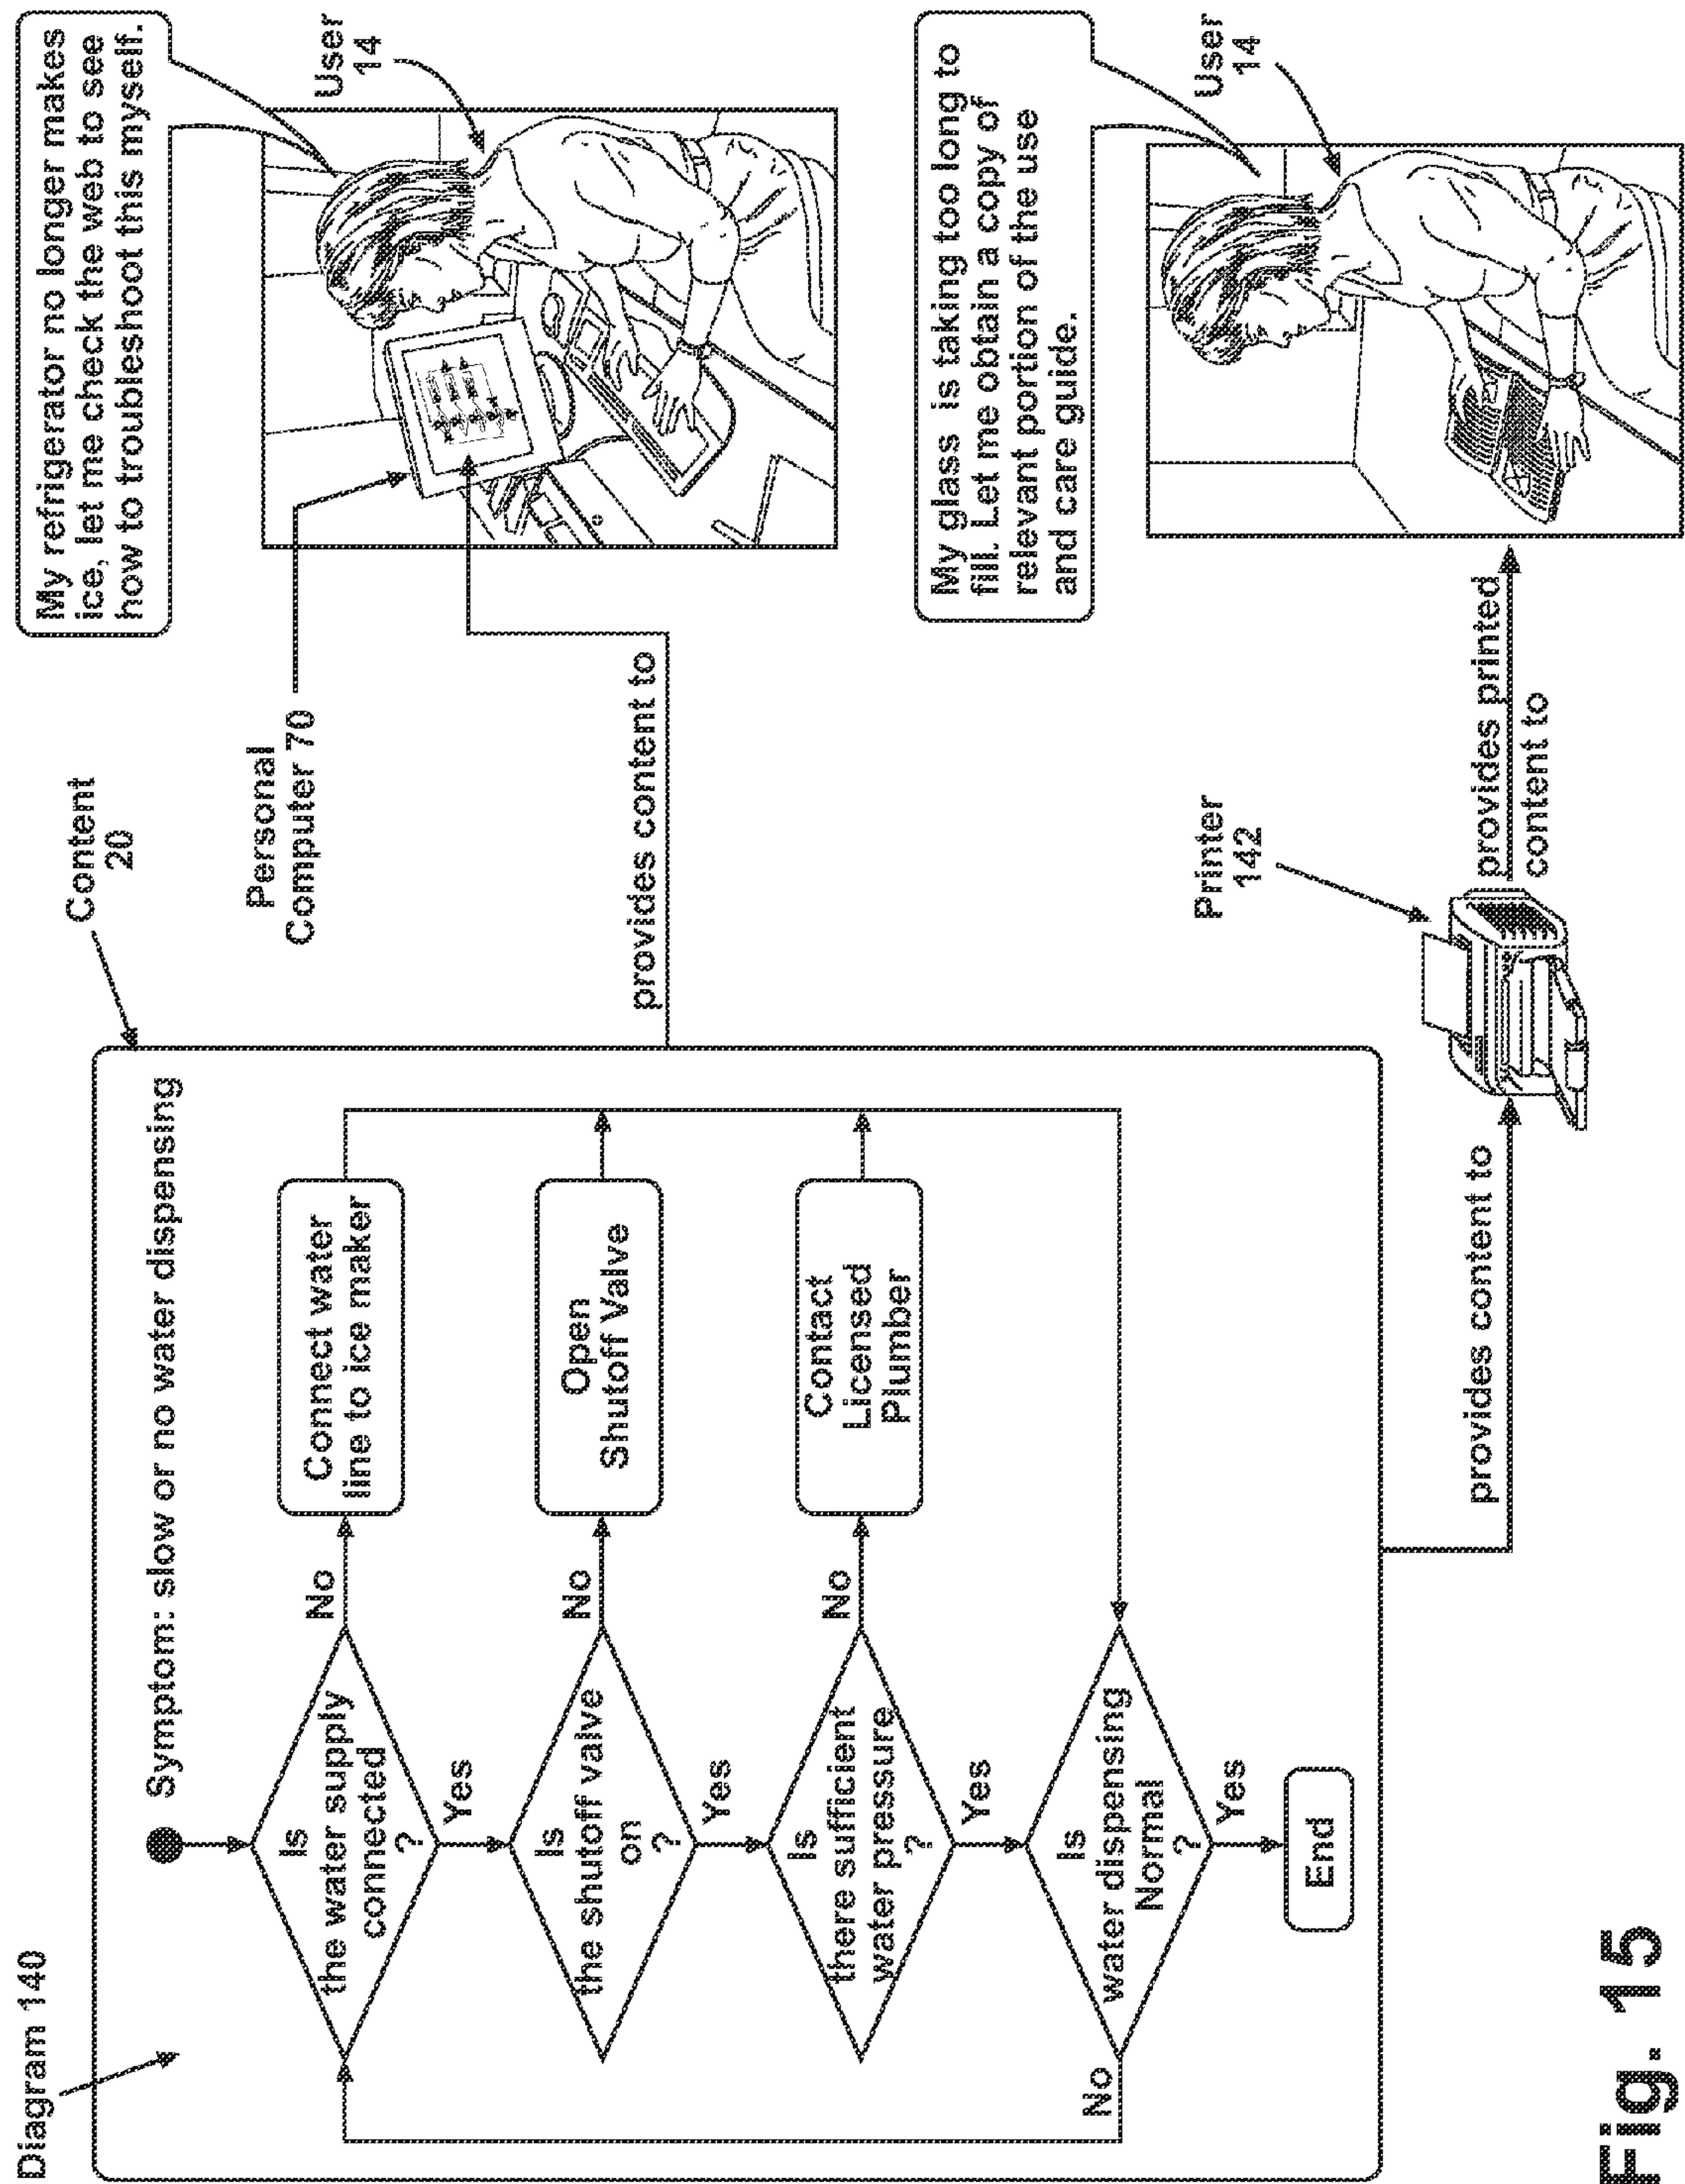 Diagram 140
Content
20
Symptom: slow or no water dispensing
Is
the water supply
connected
?
No
Connect water
line to ice maker
Yes
Is
the shutoff valve
on
?
No
Open
Shutoff Valve
Yes
Is
there sufficient
water pressure
?
No
Contact
Licensed
Plumber
Yes
Is
water dispensing
Normal
?
No
Yes
End
provides content to
Personal
Computer 70
My refrigerator no longer makes
ice, let me check the web to see
how to troubleshoot this myself.
User
14
provides content to
Printer
142
provides printed
content to
My glass is taking too long to
fill. Let me obtain a copy of
relevant portion of the use
and care guide.
User
14
Fig. 15